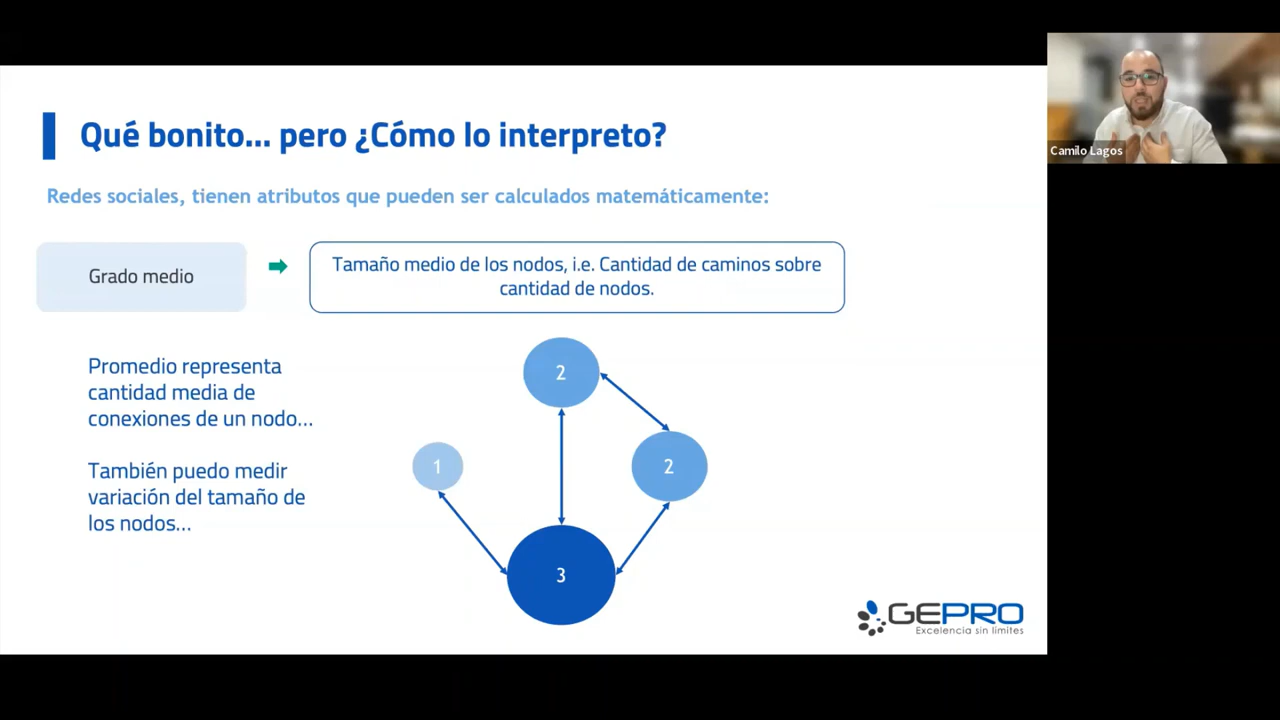 Qué bonito... pero ¿Cómo lo interpreto?
Redes sociales, tienen atributos que pueden ser calculados matemáticamente:
Grado medio
Tamaño medio de los nodos, i.e. Cantidad de caminos sobre
cantidad de nodos.
Promedio representa
cantidad media de
conexiones de un nodo...
También puedo medir
variación del tamaño de
los nodos...
2
1
2
3
GEPRO
Excelencia sin límites
Camilo Lagos